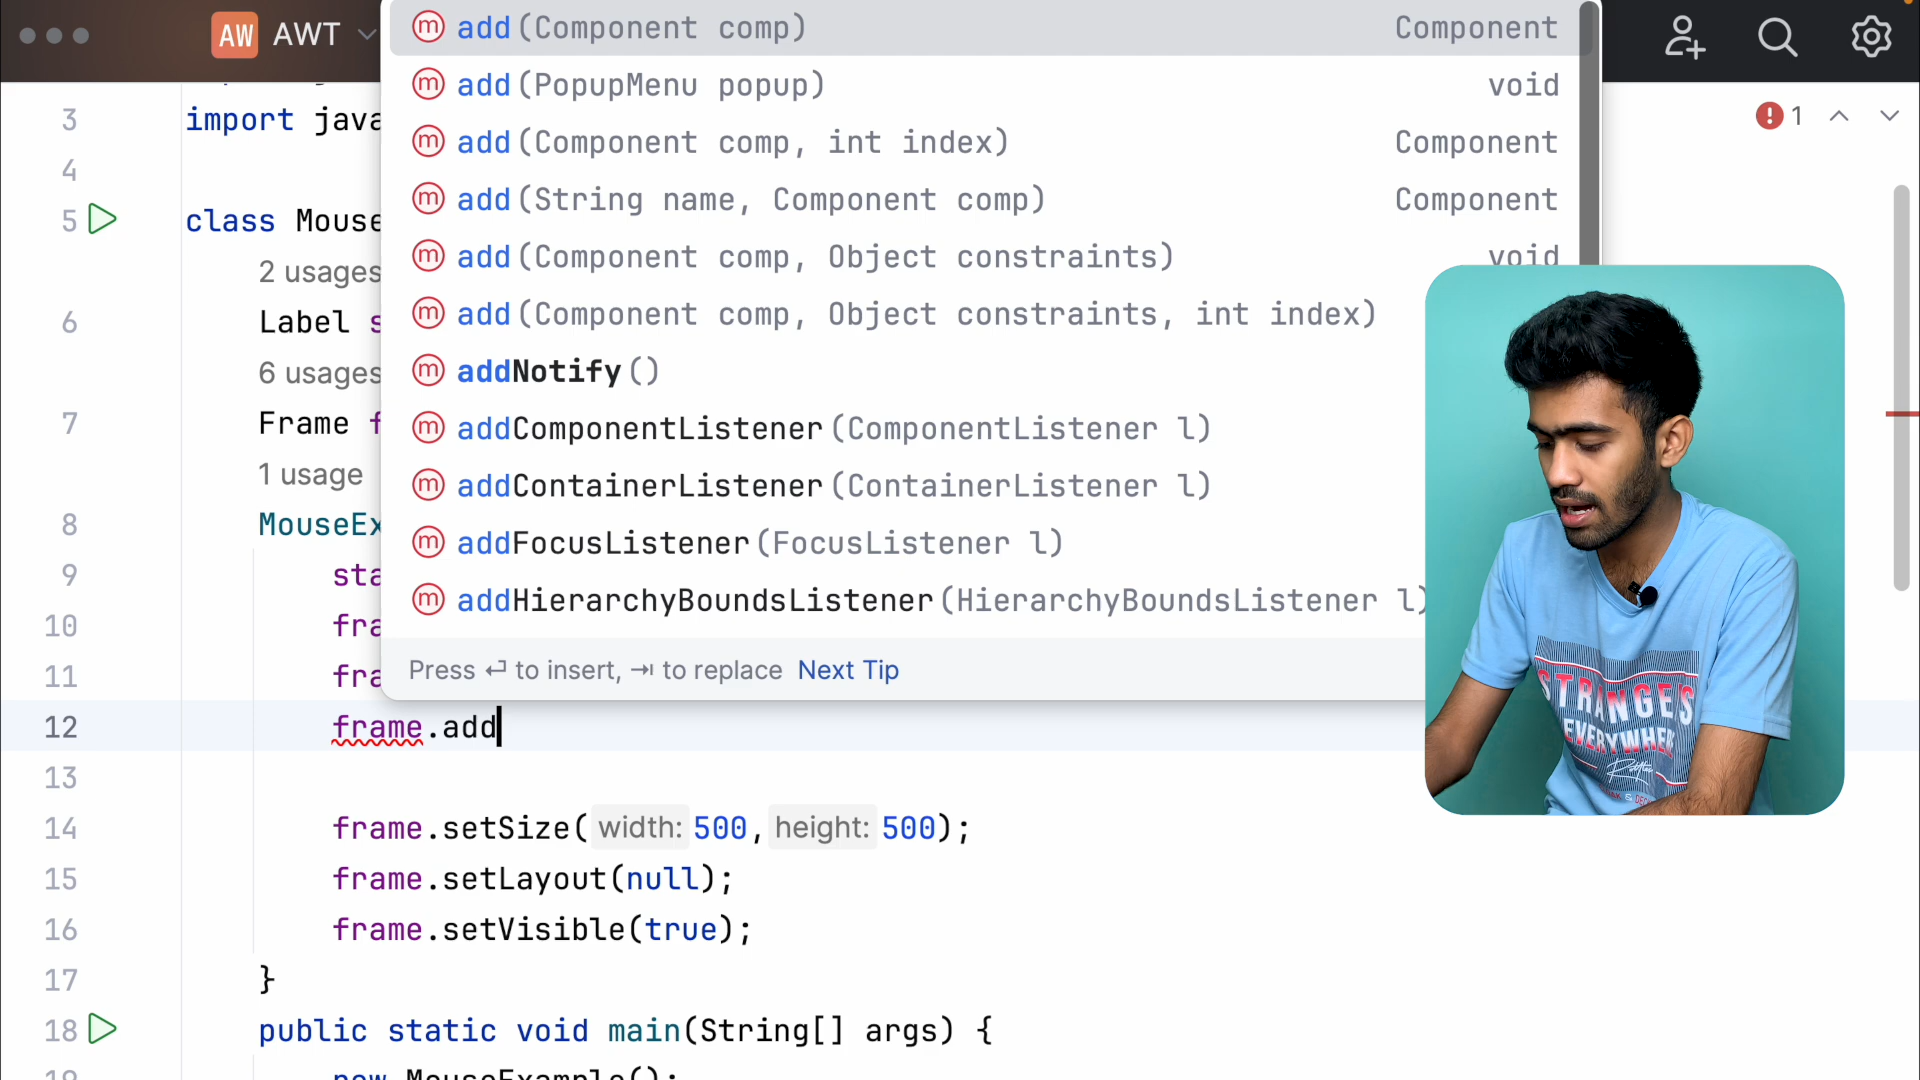 AW AWT
add(Component comp) Component
add(PopupMenu popup) void
add(Component comp, int index) Component
add(String name, Component comp) Component
add(Component comp, Object constraints) void
add(Component comp, Object constraints, int index)
addNotify()
addComponentListener(ComponentListener l)
addContainerListener(ContainerListener l)
addFocusListener(FocusListener l)
addHierarchyBoundsListener(HierarchyBoundsListener l)
Press ↵ to insert, ⇥ to replace Next Tip
1
3 import java
4
5 class Mouse
2 usages
6 Label s
6 usages
7 Frame f
1 usage
8 MouseEx
9 sta
10 fra
11 fra
12 frame.add
13
14 frame.setSize( width: 500, height: 500);
15 frame.setLayout(null);
16 frame.setVisible(true);
17 }
18 public static void main(String[] args) {
19 new MouseExample();
STRANGES
EVERYWHERE